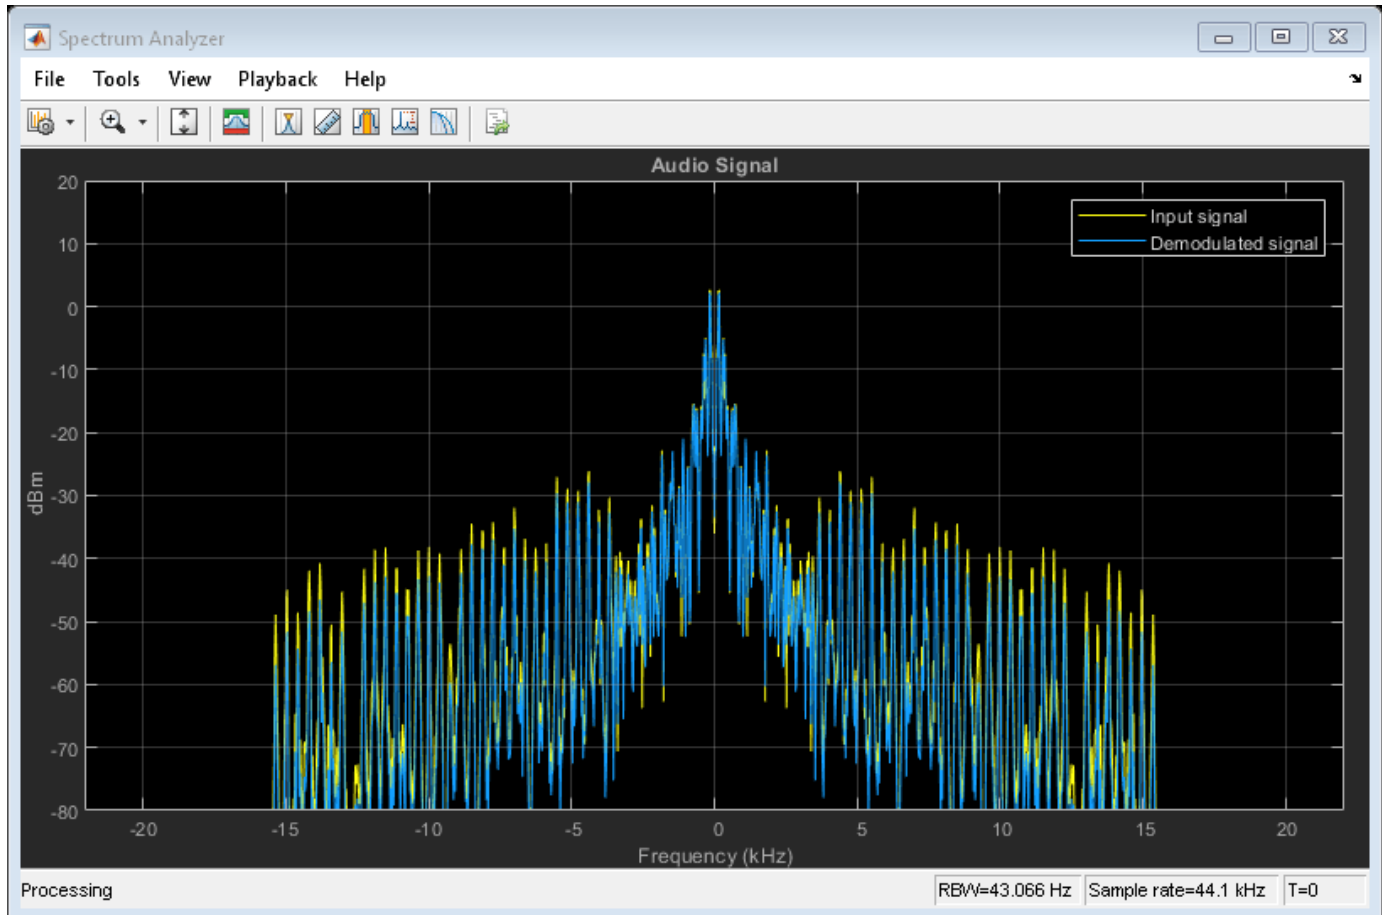 Spectrum Analyzer
File Tools View Playback Help
Audio Signal
20
10
0
-10
-20
-30
-40
-50
-60
-70
-80
dBm
Input signal
Demodulated signal
-20 -15 -10 -5 0 5 10 15 20
Frequency (kHz)
Processing RBW=43.066 Hz Sample rate=44.1 kHz T=0